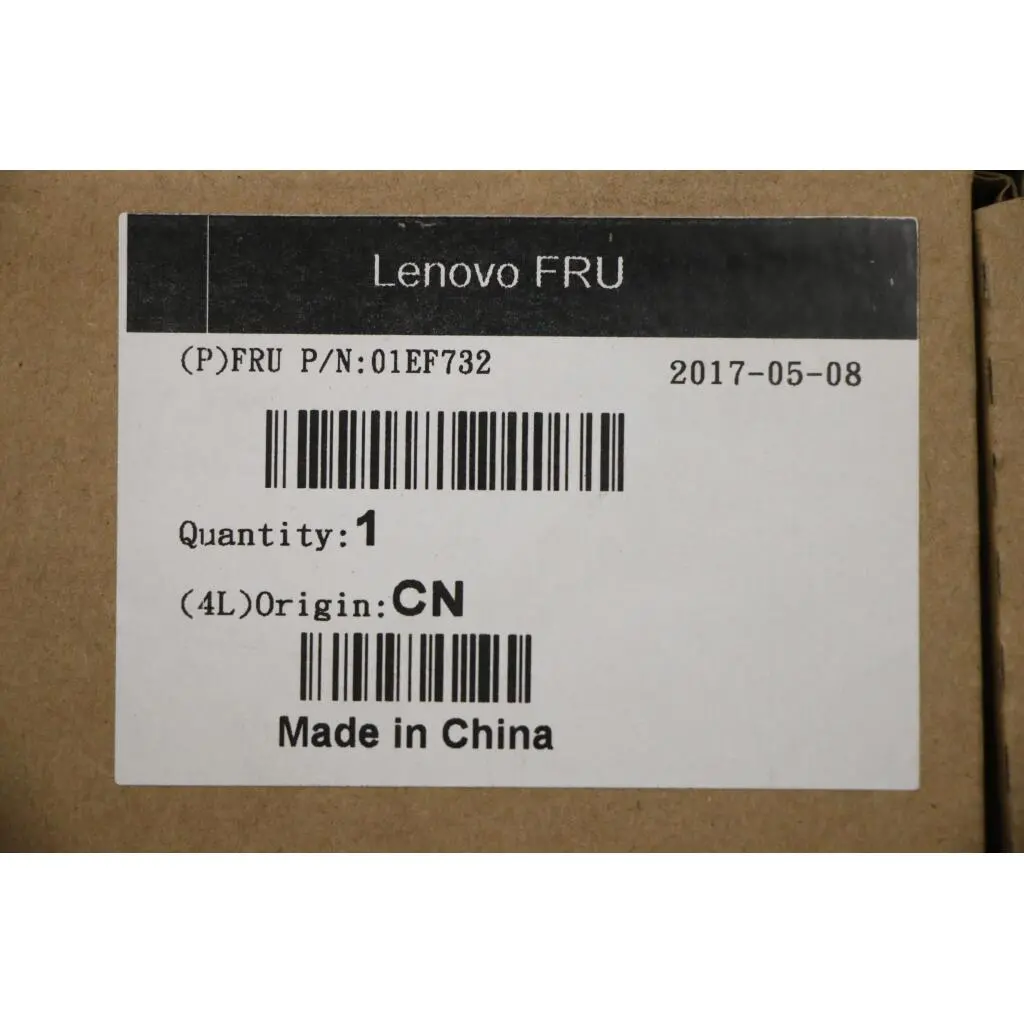 Lenovo FRU
(P)FRU P/N:01EF732
2017-05-08
Quantity:1
(4L)Origin:CN
Made in China